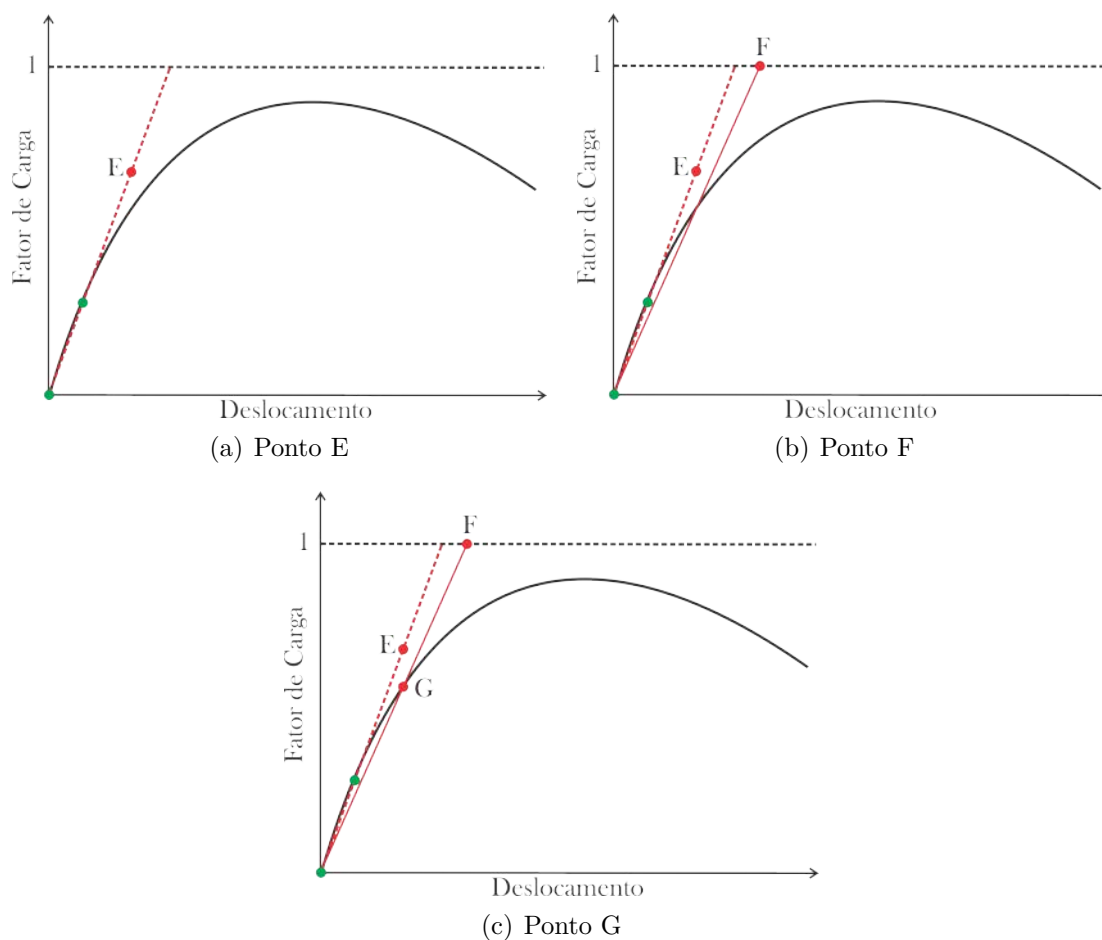 1
E
Fator de Carga
Deslocamento
(a) Ponto E
F
1
E
Fator de Carga
Deslocamento
(b) Ponto F
F
1
E
G
Fator de Carga
Deslocamento
(c) Ponto G